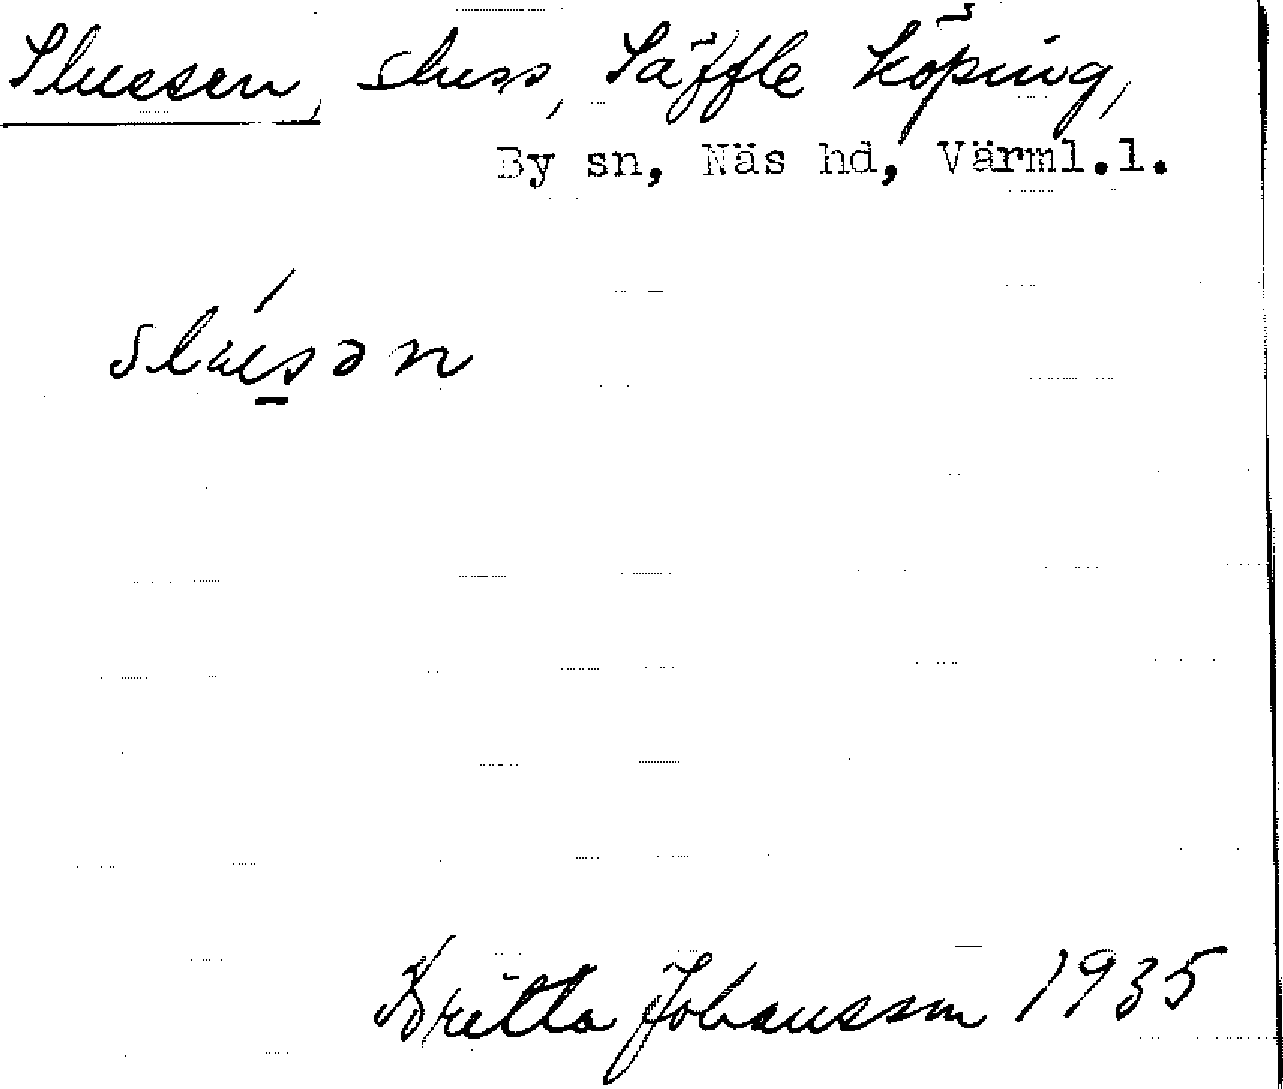 Slussen, sluss, Säffle köping,
By sn, Näs hd, Värml.l.
slúsən
Britta Johansson 1935